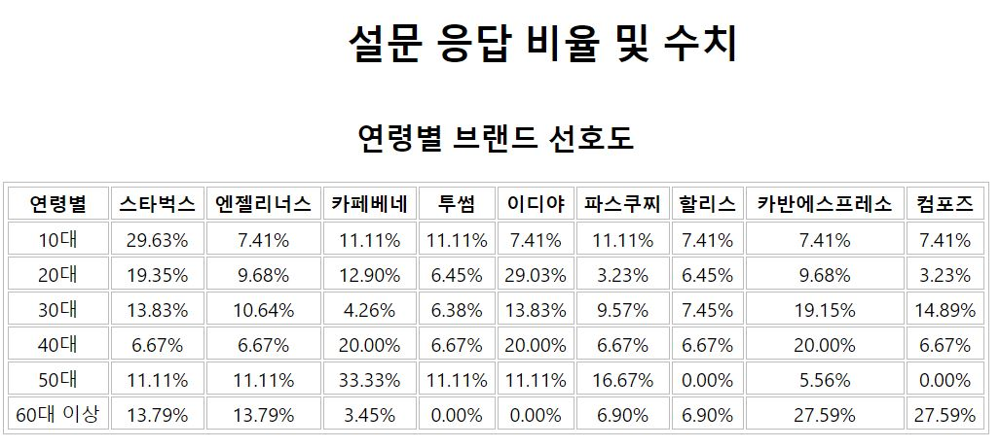 설문 응답 비율 및 수치
연령별 브랜드 선호도
연령별 스타벅스 엔젤리너스 카페베네 투썸 이디야 파스쿠찌 할리스 카반에스프레소 컴포즈
10대 29.63% 7.41% 11.11% 11.11% 7.41% 11.11% 7.41% 7.41% 7.41%
20대 19.35% 9.68% 12.90% 6.45% 29.03% 3.23% 6.45% 9.68% 3.23%
30대 13.83% 10.64% 4.26% 6.38% 13.83% 9.57% 7.45% 19.15% 14.89%
40대 6.67% 6.67% 20.00% 6.67% 20.00% 6.67% 6.67% 20.00% 6.67%
50대 11.11% 11.11% 33.33% 11.11% 11.11% 16.67% 0.00% 5.56% 0.00%
60대 이상 13.79% 13.79% 3.45% 0.00% 0.00% 6.90% 6.90% 27.59% 27.59%